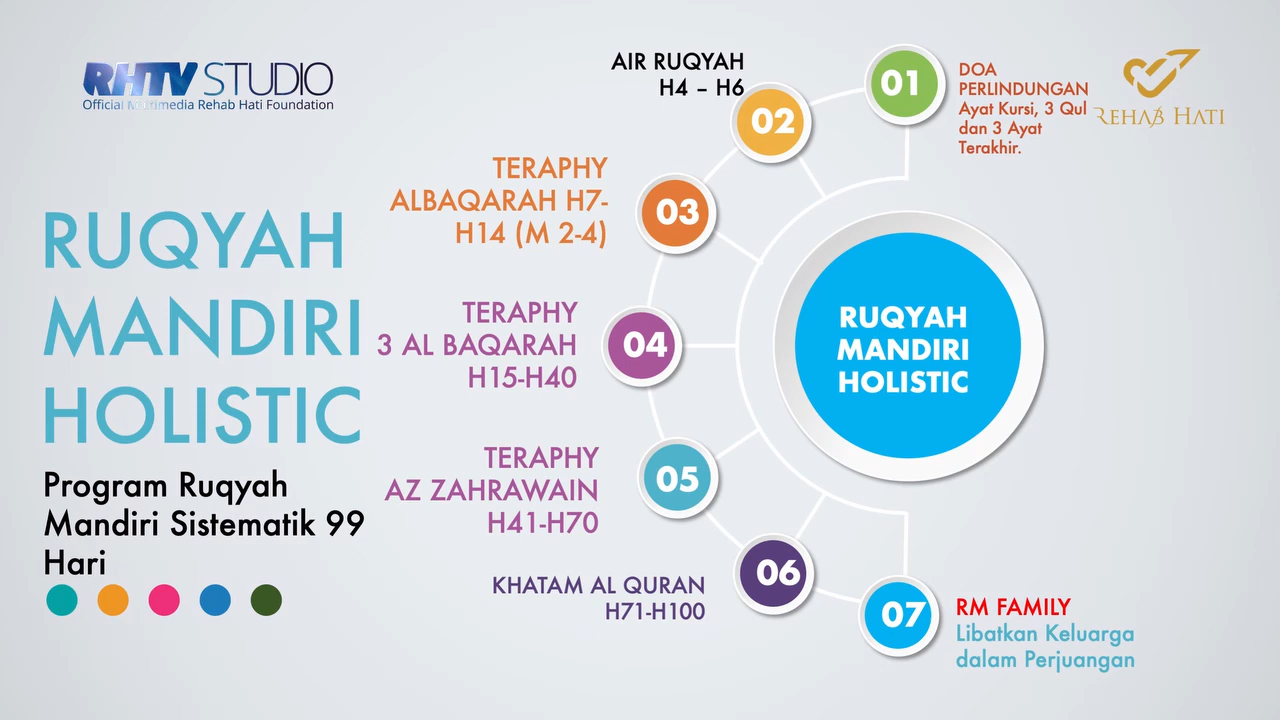 RHTV STUDIO
Official Multimedia Rehab Hati Foundation
RUQYAH
MANDIRI
HOLISTIC
Program Ruqyah
Mandiri Sistematik 99
Hari
01
DOA
PERLINDUNGAN
Ayat Kursi, 3 Qul
dan 3 Ayat
Terakhir.
REHAB HATI
AIR RUQYAH
H4 – H6
02
TERAPHY
ALBAQARAH H7-
H14 (M 2-4)
03
TERAPHY
3 AL BAQARAH
H15-H40
04
TERAPHY
AZ ZAHRAWAIN
H41-H70
05
KHATAM AL QURAN
H71-H100
06
07
RM FAMILY
Libatkan Keluarga
dalam Perjuangan
RUQYAH
MANDIRI
HOLISTIC